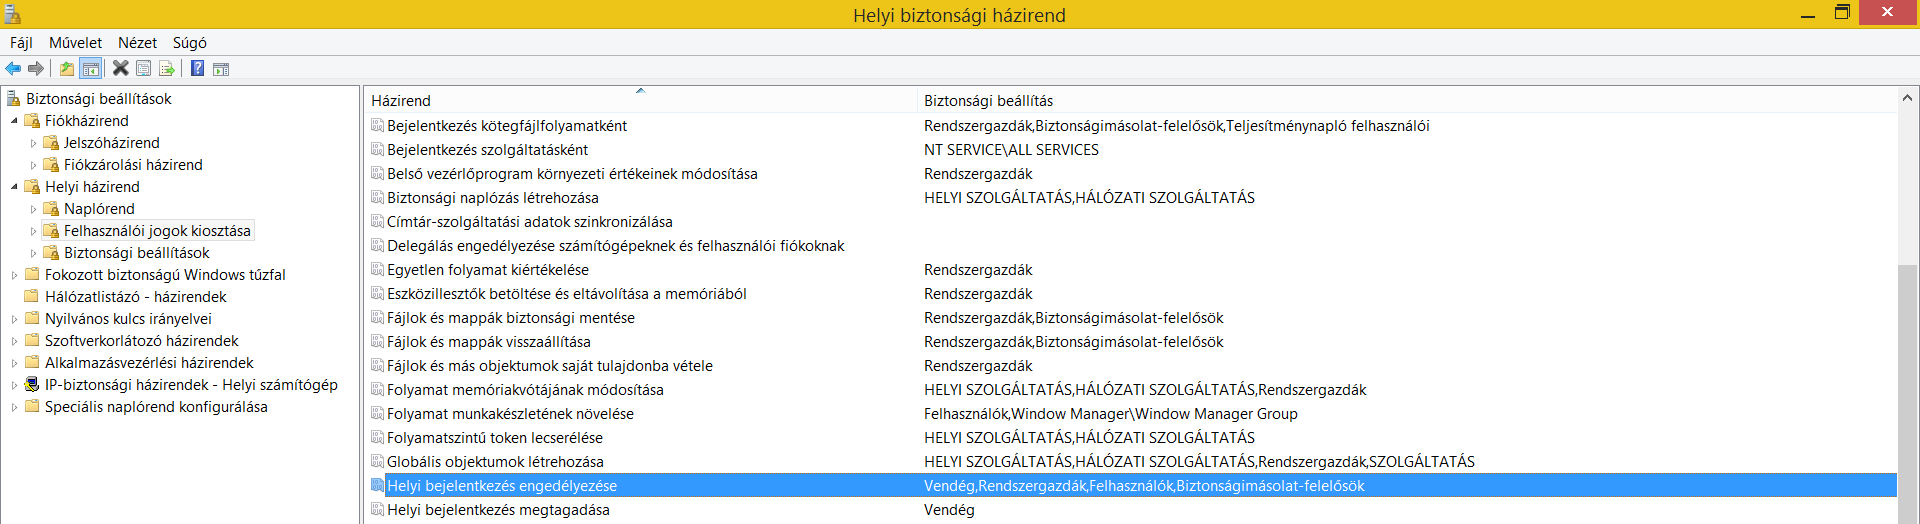 Helyi biztonsági házirend
Fájl Művelet Nézet Súgó
Biztonsági beállítások
Fiókházirend
Jelszóházirend
Fiókzárolási házirend
Helyi házirend
Naplórend
Felhasználói jogok kiosztása
Biztonsági beállítások
Fokozott biztonságú Windows tűzfal
Hálózatlistázó - házirendek
Nyilvános kulcs irányelvei
Szoftverkorlátozó házirendek
Alkalmazásvezérlési házirendek
IP-biztonsági házirendek - Helyi számítógép
Speciális naplórend konfigurálása
Házirend Biztonsági beállítás
Bejelentkezés kötegfájlfolyamatként Rendszergazdák,Biztonságimásolat-felelősök,Teljesítménynapló felhasználói
Bejelentkezés szolgáltatásként NT SERVICE\ALL SERVICES
Belső vezérlőprogram környezeti értékeinek módosítása Rendszergazdák
Biztonsági naplózás létrehozása HELYI SZOLGÁLTATÁS,HÁLÓZATI SZOLGÁLTATÁS
Címtár-szolgáltatási adatok szinkronizálása
Delegálás engedélyezése számítógépeknek és felhasználói fiókoknak
Egyetlen folyamat kiértékelése Rendszergazdák
Eszközillesztők betöltése és eltávolítása a memóriából Rendszergazdák
Fájlok és mappák biztonsági mentése Rendszergazdák,Biztonságimásolat-felelősök
Fájlok és mappák visszaállítása Rendszergazdák,Biztonságimásolat-felelősök
Fájlok és más objektumok saját tulajdonba vétele Rendszergazdák
Folyamat memóriakvótájának módosítása HELYI SZOLGÁLTATÁS,HÁLÓZATI SZOLGÁLTATÁS,Rendszergazdák
Folyamat munkakészletének növelése Felhasználók,Window Manager\Window Manager Group
Folyamatszintű token lecserélése HELYI SZOLGÁLTATÁS,HÁLÓZATI SZOLGÁLTATÁS
Globális objektumok létrehozása HELYI SZOLGÁLTATÁS,HÁLÓZATI SZOLGÁLTATÁS,Rendszergazdák,SZOLGÁLTATÁS
Helyi bejelentkezés engedélyezése Vendég,Rendszergazdák,Felhasználók,Biztonságimásolat-felelősök
Helyi bejelentkezés megtagadása Vendég